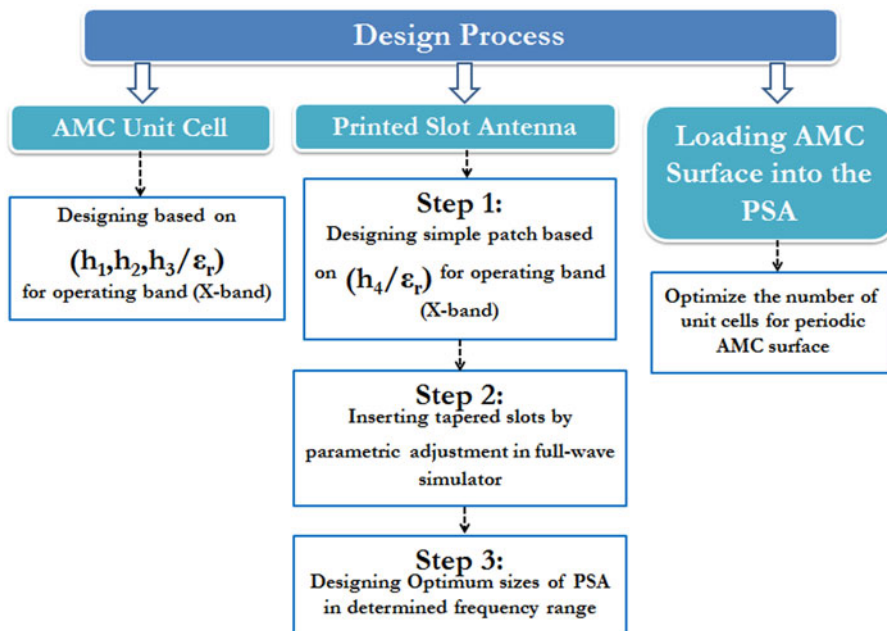 Design Process
AMC Unit Cell
Designing based on
(h₁,h₂,h₃/εᵣ)
for operating band (X-band)
Printed Slot Antenna
Step 1:
Designing simple patch based
on (h₄/εᵣ) for operating band
(X-band)
Step 2:
Inserting tapered slots by
parametric adjustment in full-wave
simulator
Step 3:
Designing Optimum sizes of PSA
in determined frequency range
Loading AMC
Surface into the
PSA
Optimize the number of
unit cells for periodic
AMC surface